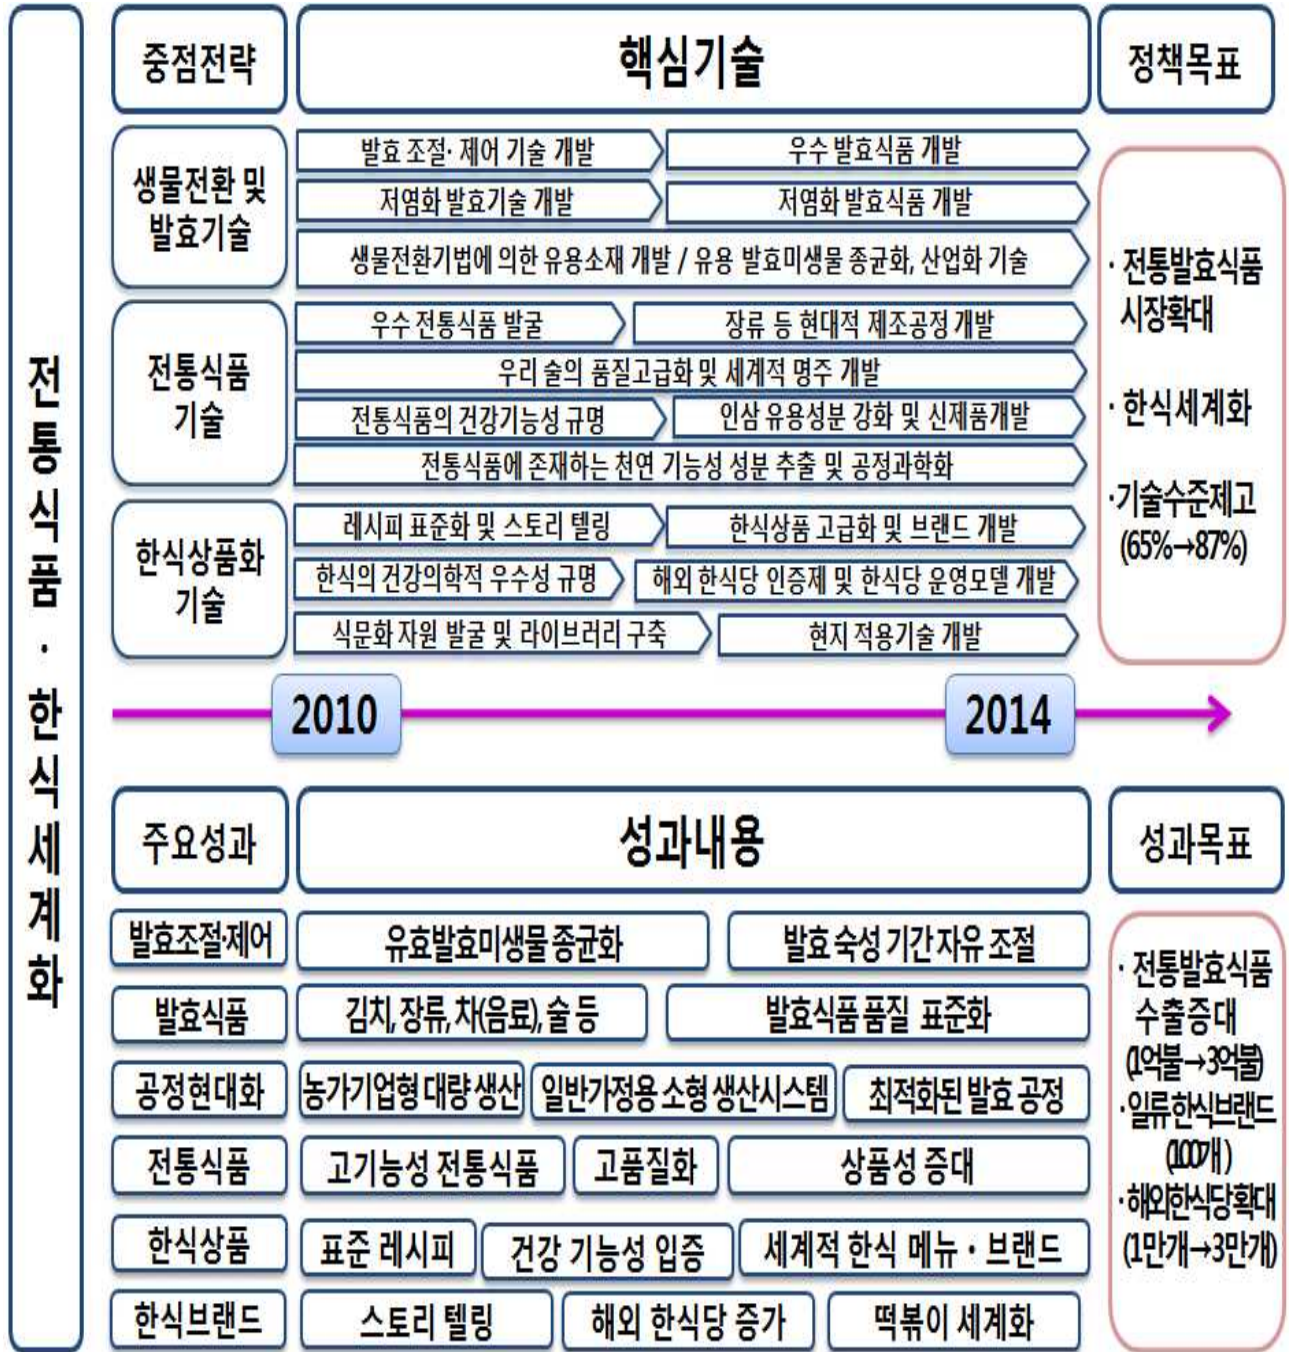 전통식품·한식세계화
중점전략
핵심기술
정책목표
생물전환 및
발효기술
발효 조절· 제어 기술 개발
우수 발효식품 개발
저염화 발효기술 개발
저염화 발효식품 개발
생물전환기법에 의한 유용소재 개발 / 유용 발효미생물 종균화, 산업화 기술
전통식품
기술
우수 전통식품 발굴
장류 등 현대적 제조공정 개발
우리 술의 품질고급화 및 세계적 명주 개발
전통식품의 건강기능성 규명
인삼 유용성분 강화 및 신제품개발
전통식품에 존재하는 천연 기능성 성분 추출 및 공정과학화
한식상품화
기술
레시피 표준화 및 스토리 텔링
한식상품 고급화 및 브랜드 개발
한식의 건강의학적 우수성 규명
해외 한식당 인증제 및 한식당 운영모델 개발
식문화 자원 발굴 및 라이브러리 구축
현지 적용기술 개발
· 전통발효식품
시장확대
· 한식세계화
·기술수준제고
(65%→87%)
2010
2014
주요성과
성과내용
성과목표
발효조절·제어
유효발효미생물 종균화
발효 숙성 기간 자유 조절
발효식품
김치, 장류, 차(음료), 술 등
발효식품 품질 표준화
공정현대화
농가기업형 대량 생산
일반가정용 소형 생산시스템
최적화된 발효 공정
전통식품
고기능성 전통식품
고품질화
상품성 증대
한식상품
표준 레시피
건강 기능성 입증
세계적 한식 메뉴·브랜드
한식브랜드
스토리 텔링
해외 한식당 증가
떡볶이 세계화
· 전통발효식품
수출증대
(1억불→3억불)
·일류한식브랜드
(100개)
·해외한식당확대
(1만개→3만개)